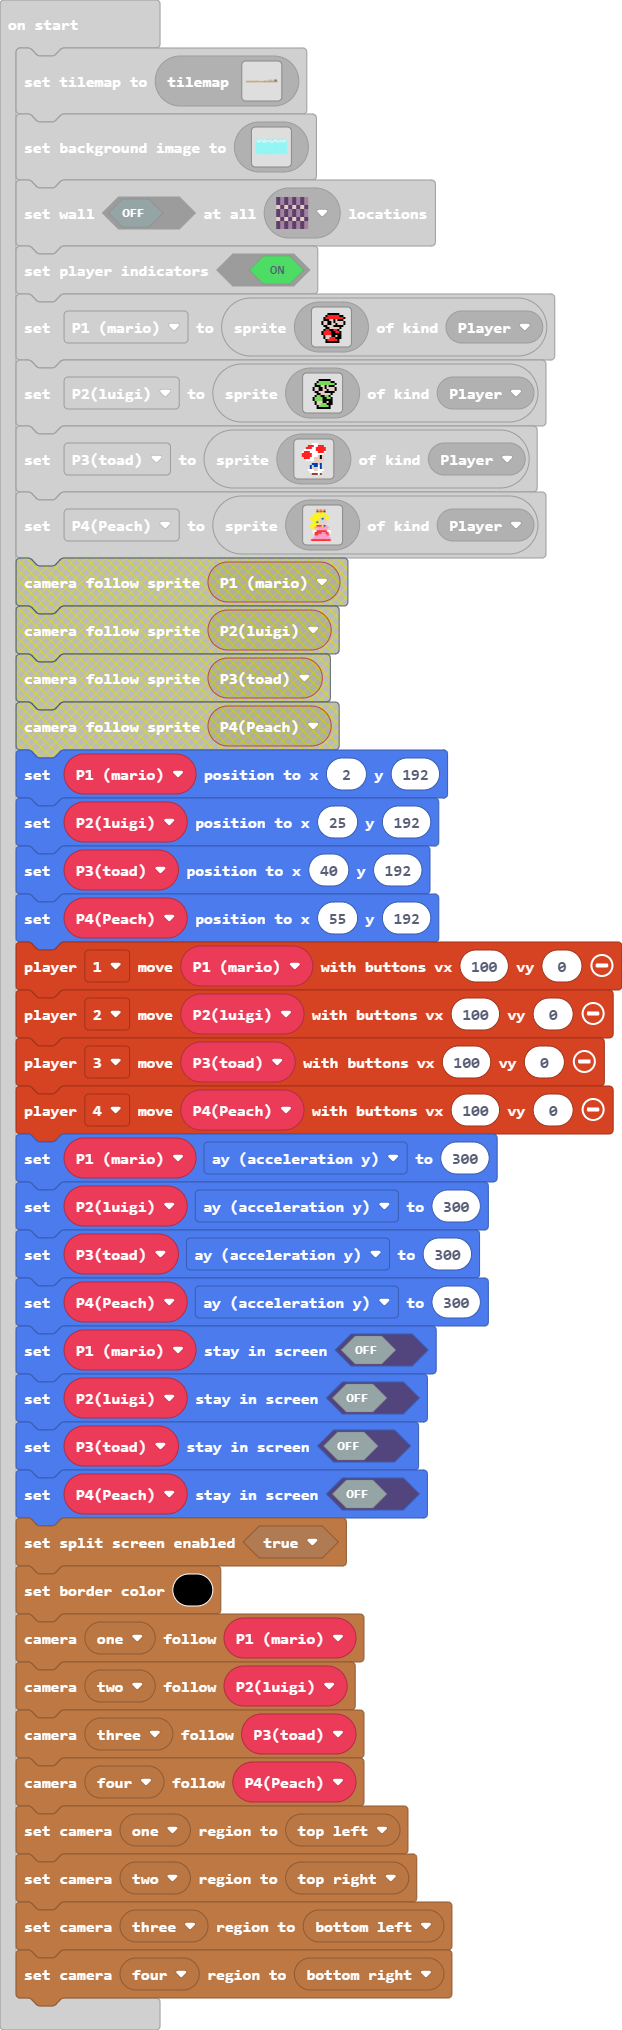 on start
set tilemap to tilemap
set background image to
set wall OFF at all locations
set player indicators ON
set P1 (mario) to sprite of kind Player
set P2(luigi) to sprite of kind Player
set P3(toad) to sprite of kind Player
set P4(Peach) to sprite of kind Player
camera follow sprite P1 (mario)
camera follow sprite P2(luigi)
camera follow sprite P3(toad)
camera follow sprite P4(Peach)
set P1 (mario) position to x 2 y 192
set P2(luigi) position to x 25 y 192
set P3(toad) position to x 40 y 192
set P4(Peach) position to x 55 y 192
player 1 move P1 (mario) with buttons vx 100 vy 0
player 2 move P2(luigi) with buttons vx 100 vy 0
player 3 move P3(toad) with buttons vx 100 vy 0
player 4 move P4(Peach) with buttons vx 100 vy 0
set P1 (mario) ay (acceleration y) to 300
set P2(luigi) ay (acceleration y) to 300
set P3(toad) ay (acceleration y) to 300
set P4(Peach) ay (acceleration y) to 300
set P1 (mario) stay in screen OFF
set P2(luigi) stay in screen OFF
set P3(toad) stay in screen OFF
set P4(Peach) stay in screen OFF
set split screen enabled true
set border color
camera one follow P1 (mario)
camera two follow P2(luigi)
camera three follow P3(toad)
camera four follow P4(Peach)
set camera one region to top left
set camera two region to top right
set camera three region to bottom left
set camera four region to bottom right